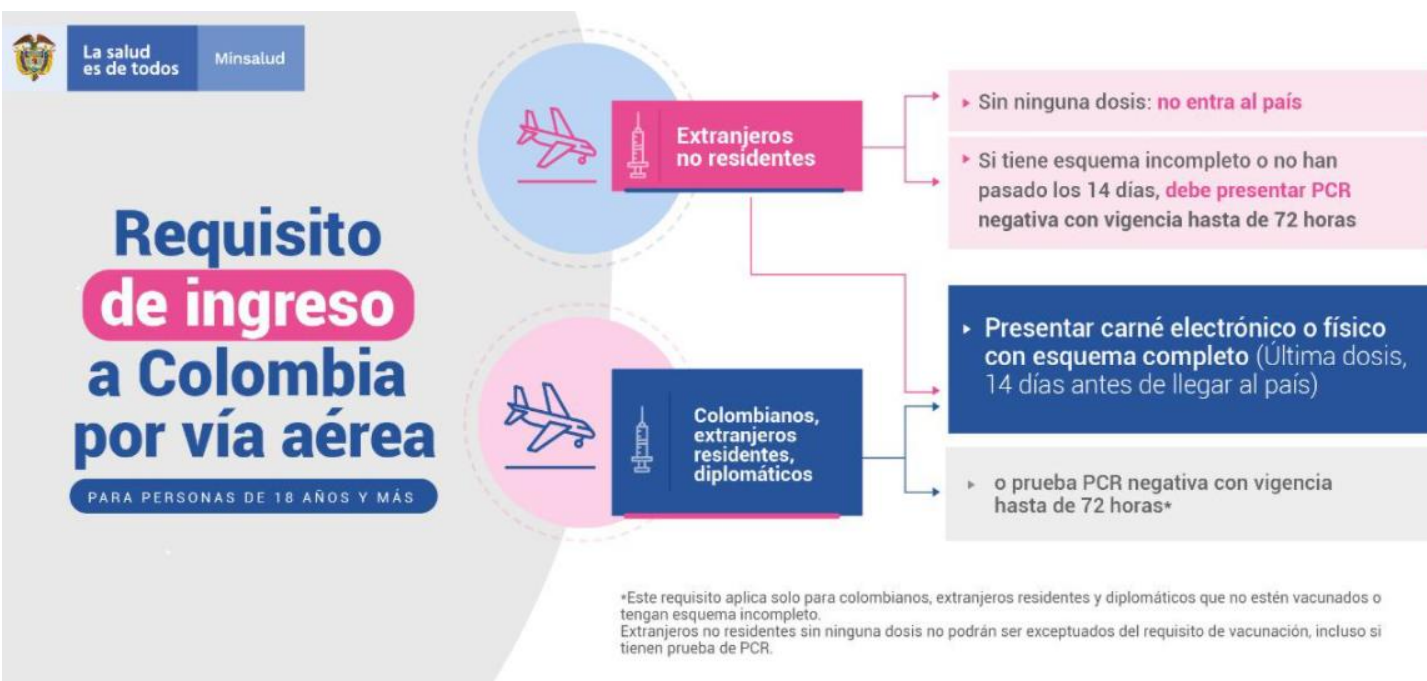 La salud
es de todos
Minsalud
Requisito
de ingreso
a Colombia
por vía aérea
PARA PERSONAS DE 18 AÑOS Y MÁS
Extranjeros
no residentes
Sin ninguna dosis: no entra al país
Si tiene esquema incompleto o no han
pasado los 14 días, debe presentar PCR
negativa con vigencia hasta de 72 horas
Colombianos,
extranjeros
residentes,
diplomáticos
Presentar carné electrónico o físico
con esquema completo (Última dosis,
14 días antes de llegar al país)
o prueba PCR negativa con vigencia
hasta de 72 horas*
*Este requisito aplica solo para colombianos, extranjeros residentes y diplomáticos que no estén vacunados o
tengan esquema incompleto.
Extranjeros no residentes sin ninguna dosis no podrán ser exceptuados del requisito de vacunación, incluso si
tienen prueba de PCR.